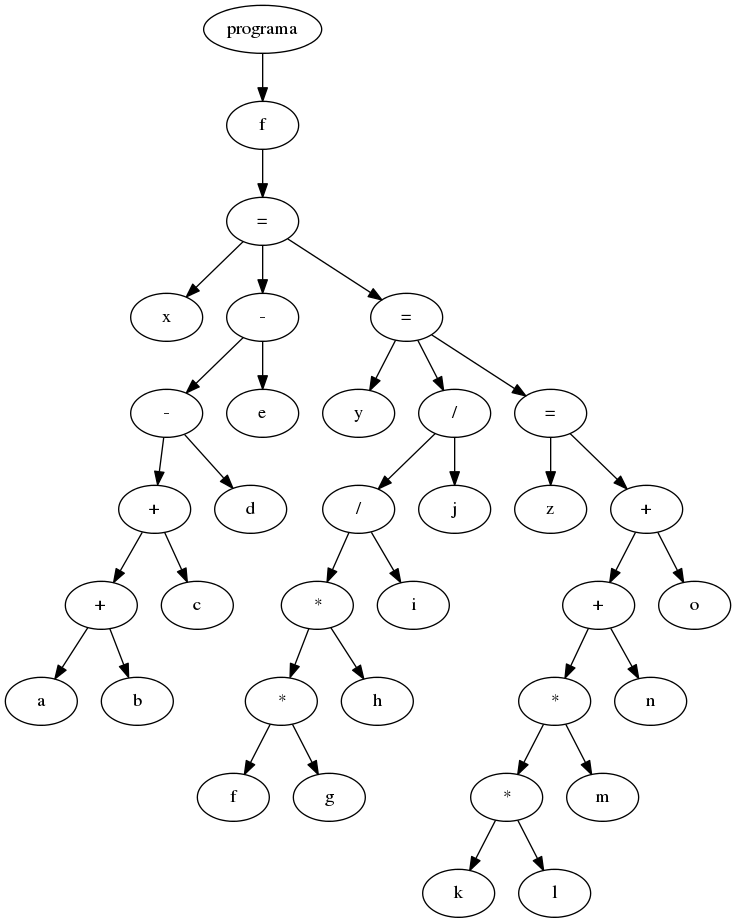 programa
f
=
x - =
- e y / =
+ d / j z +
+ c * i + o
a b * h * n
f g * m
k l